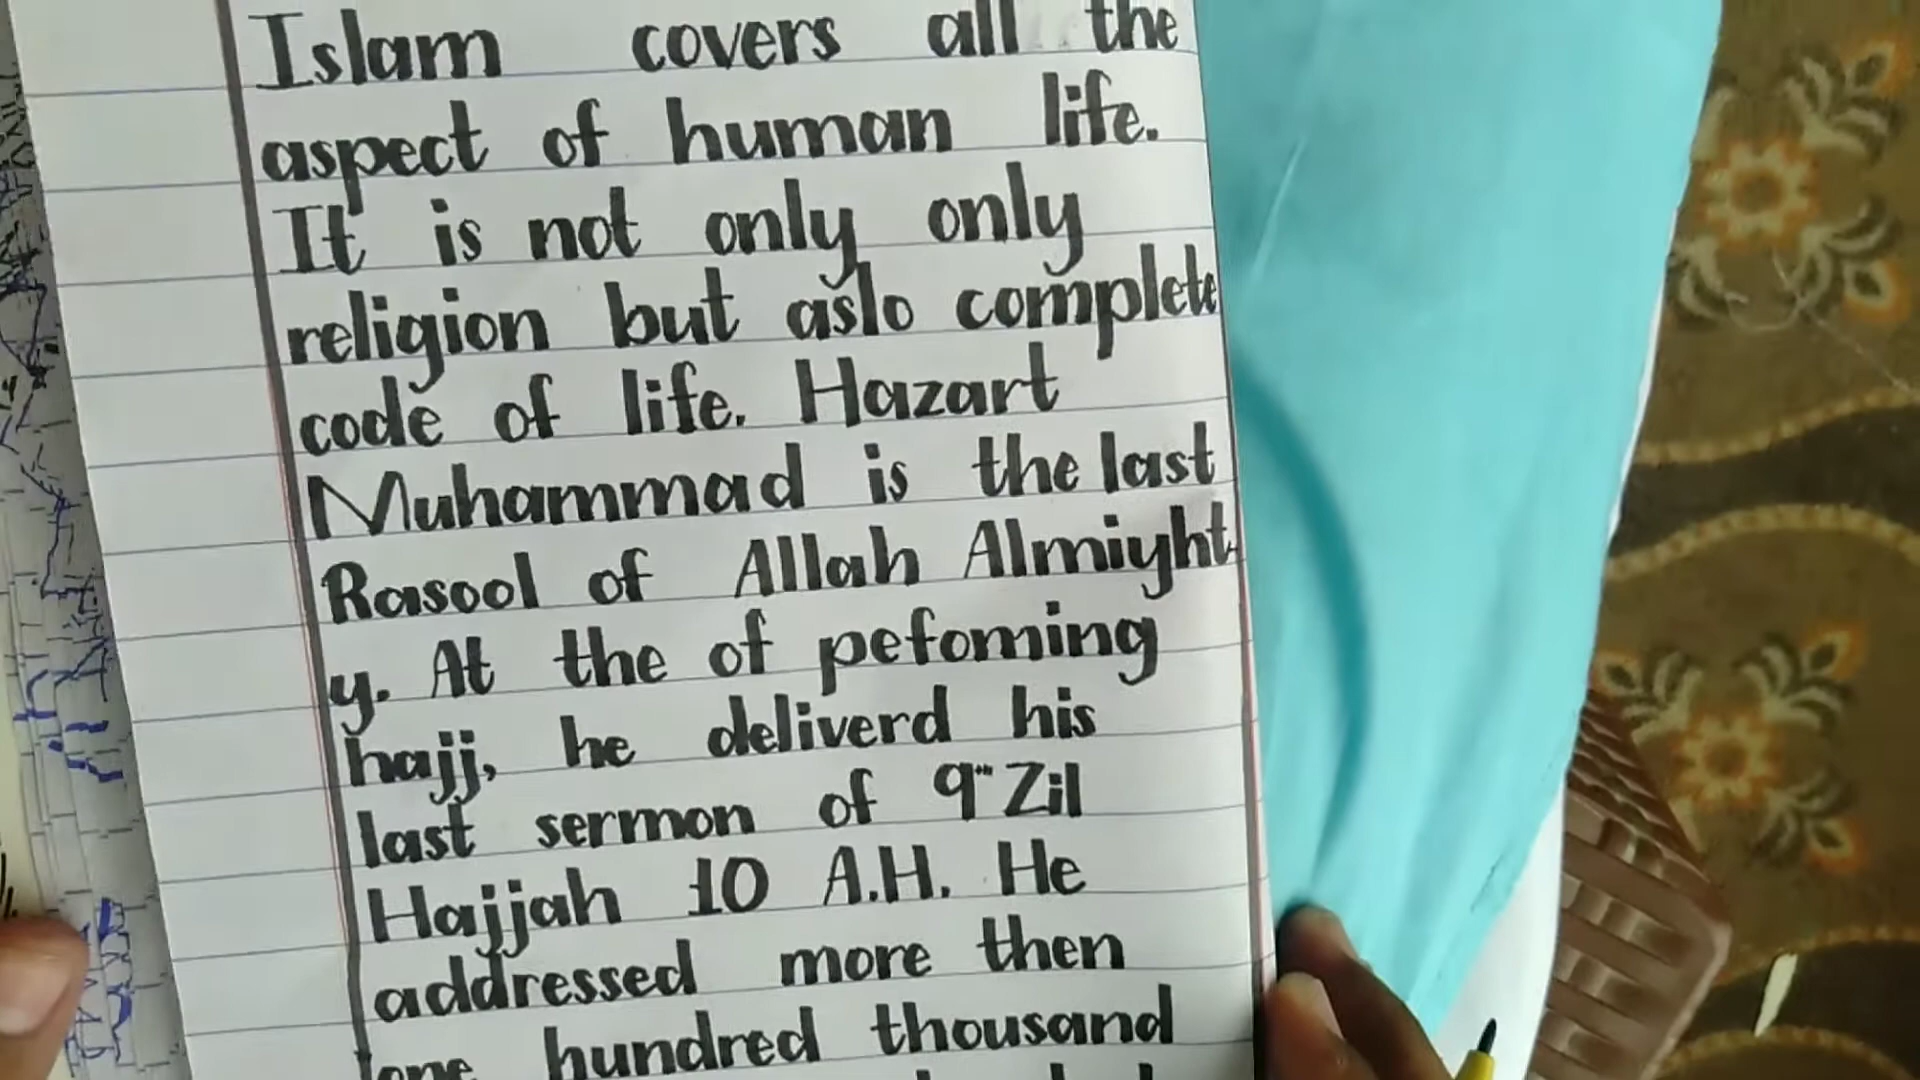 Islam covers all the
aspect of human life.
It is not only only
religion but aslo complete
code of life. Hazart
Muhammad is the last
Rasool of Allah Almiyht
y. At the of pefoming
hajj, he deliverd his
last sermon of 9th Zil
Hajjah 10 A.H. He
addressed more then
one hundred thousand